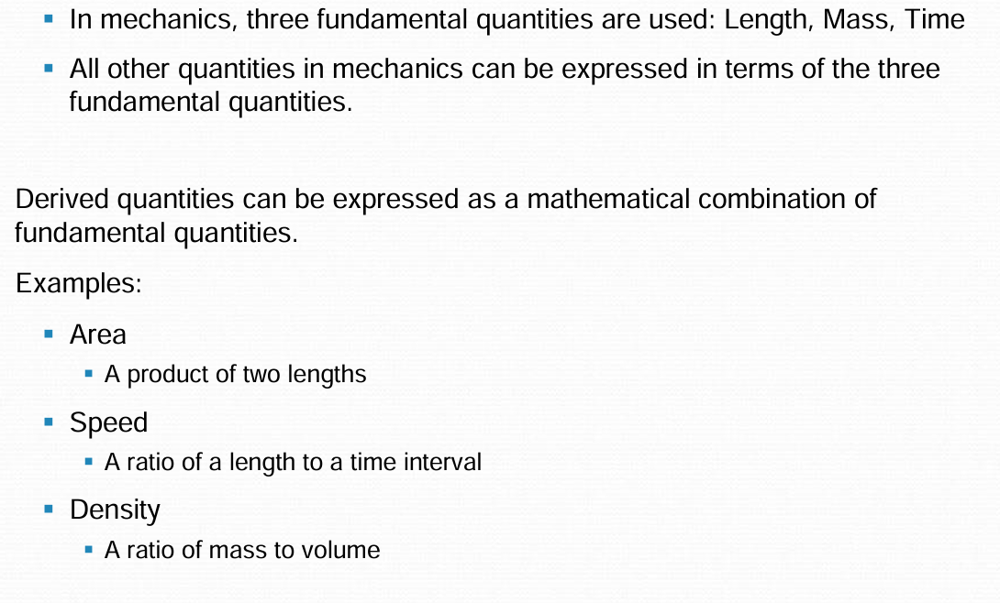 ▪ In mechanics, three fundamental quantities are used: Length, Mass, Time
▪ All other quantities in mechanics can be expressed in terms of the three
fundamental quantities.
Derived quantities can be expressed as a mathematical combination of
fundamental quantities.
Examples:
▪ Area
▪ A product of two lengths
▪ Speed
▪ A ratio of a length to a time interval
▪ Density
▪ A ratio of mass to volume